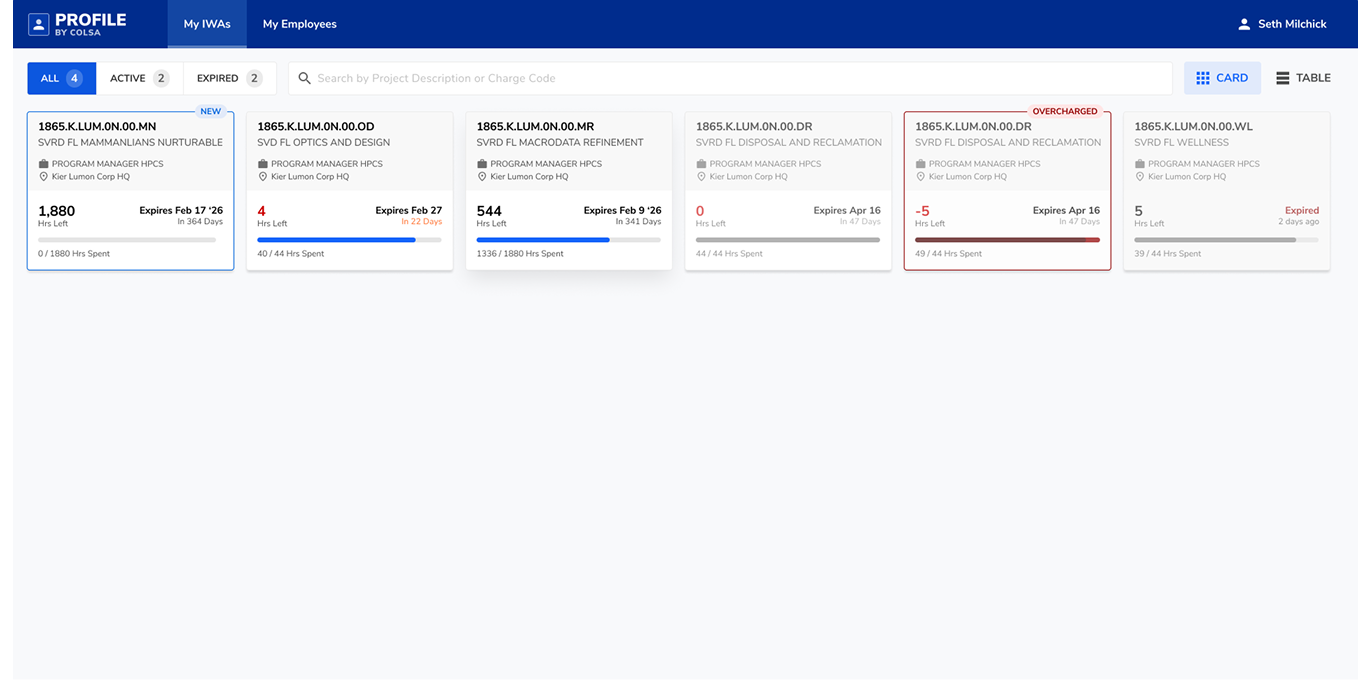 PROFILE
BY COLSA
My IWAs
My Employees
Seth Milchick
ALL 4
ACTIVE 2
EXPIRED 2
Search by Project Description or Charge Code
CARD
TABLE
NEW
1865.K.LUM.0N.00.MN
SVRD FL MAMMANLIANS NURTURABLE
PROGRAM MANAGER HPCS
Kier Lumon Corp HQ
1,880
Hrs Left
Expires Feb 17 ‘26
In 364 Days
0 / 1880 Hrs Spent
1865.K.LUM.0N.00.OD
SVD FL OPTICS AND DESIGN
PROGRAM MANAGER HPCS
Kier Lumon Corp HQ
4
Hrs Left
Expires Feb 27
In 22 Days
40 / 44 Hrs Spent
1865.K.LUM.0N.00.MR
SVRD FL MACRODATA REFINEMENT
PROGRAM MANAGER HPCS
Kier Lumon Corp HQ
544
Hrs Left
Expires Feb 9 ‘26
In 341 Days
1336 / 1880 Hrs Spent
1865.K.LUM.0N.00.DR
SVRD FL DISPOSAL AND RECLAMATION
PROGRAM MANAGER HPCS
Kier Lumon Corp HQ
0
Hrs Left
Expires Apr 16
In 47 Days
44 / 44 Hrs Spent
OVERCHARGED
1865.K.LUM.0N.00.DR
SVRD FL DISPOSAL AND RECLAMATION
PROGRAM MANAGER HPCS
Kier Lumon Corp HQ
-5
Hrs Left
Expires Apr 16
In 47 Days
49 / 44 Hrs Spent
1865.K.LUM.0N.00.WL
SVRD FL WELLNESS
PROGRAM MANAGER HPCS
Kier Lumon Corp HQ
5
Hrs Left
Expired
2 days ago
39 / 44 Hrs Spent